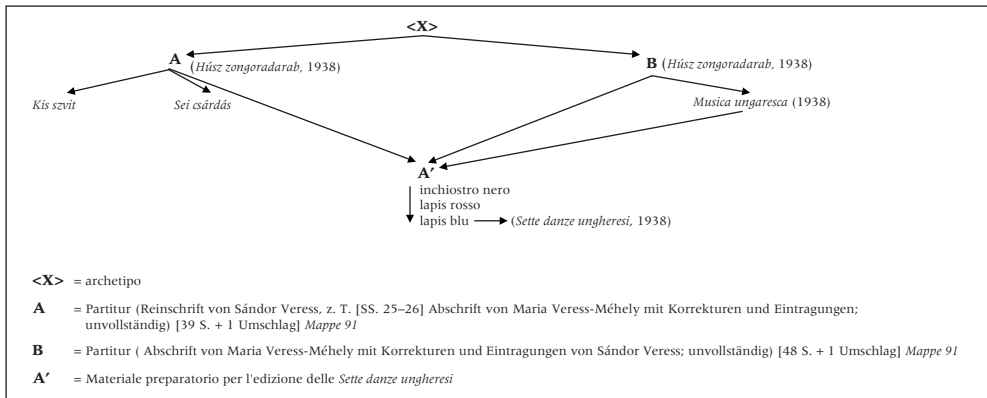 <X>
A (Húsz zongoradarab, 1938)
B (Húsz zongoradarab, 1938)
Kis szvit
Sei csárdás
Musica ungaresca (1938)
A′
inchiostro nero
lapis rosso
lapis blu
(Sette danze ungheresi, 1938)
<X> = archetipo
A = Partitur (Reinschrift von Sándor Veress, z. T. [SS. 25–26] Abschrift von Maria Veress-Méhely mit Korrekturen und Eintragungen;
unvollständig) [39 S. + 1 Umschlag] Mappe 91
B = Partitur ( Abschrift von Maria Veress-Méhely mit Korrekturen und Eintragungen von Sándor Veress; unvollständig) [48 S. + 1 Umschlag] Mappe 91
A′ = Materiale preparatorio per l'edizione delle Sette danze ungheresi